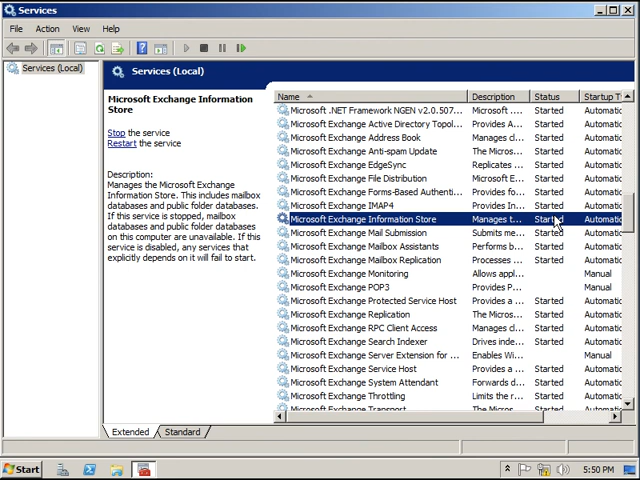 Services
File Action View Help
Services (Local)
Services (Local)
Microsoft Exchange Information
Store
Stop the service
Restart the service
Description:
Manages the Microsoft Exchange
Information Store. This includes mailbox
databases and public folder databases.
If this service is stopped, mailbox
databases and public folder databases
on this computer are unavailable. If this
service is disabled, any services that
explicitly depend on it will fail to start.
Name Description Status Startup T
Microsoft .NET Framework NGEN v2.0.507... Microsoft .... Started Automatic
Microsoft Exchange Active Directory Topol... Provides A... Started Automatic
Microsoft Exchange Address Book Manages cl... Started Automatic
Microsoft Exchange Anti-spam Update The Micros... Started Automatic
Microsoft Exchange EdgeSync Replicates ... Started Automatic
Microsoft Exchange File Distribution Microsoft E... Started Automatic
Microsoft Exchange Forms-Based Authenti... Provides fo... Started Automatic
Microsoft Exchange IMAP4 Provides In... Started Automatic
Microsoft Exchange Information Store Manages t... Started Automatic
Microsoft Exchange Mail Submission Submits me... Started Automatic
Microsoft Exchange Mailbox Assistants Performs b... Started Automatic
Microsoft Exchange Mailbox Replication Processes ... Started Automatic
Microsoft Exchange Monitoring Allows appl... Manual
Microsoft Exchange POP3 Provides P... Manual
Microsoft Exchange Protected Service Host Provides a ... Started Automatic
Microsoft Exchange Replication The Micros... Started Automatic
Microsoft Exchange RPC Client Access Manages cl... Started Automatic
Microsoft Exchange Search Indexer Drives inde... Started Automatic
Microsoft Exchange Server Extension for ... Enables Wi... Manual
Microsoft Exchange Service Host Provides a ... Started Automatic
Microsoft Exchange System Attendant Forwards d... Started Automatic
Microsoft Exchange Throttling Limits the r... Started Automatic
Microsoft Exchange Transport The Micros... Started Automatic
Extended Standard
Start 5:50 PM